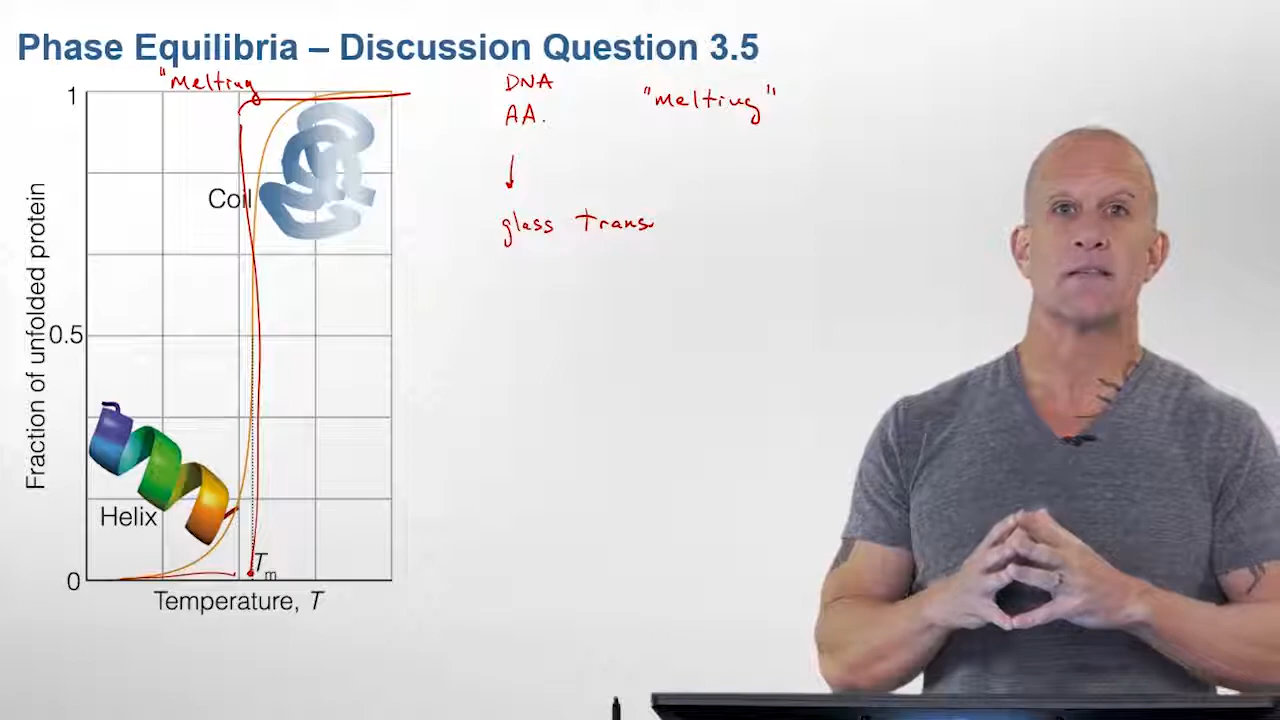 Phase Equilibria – Discussion Question 3.5
"Melting
DNA
AA.
"melting"
glass trans
1
0.5
0
Fraction of unfolded protein
Coil
Helix
Tm
Temperature, T